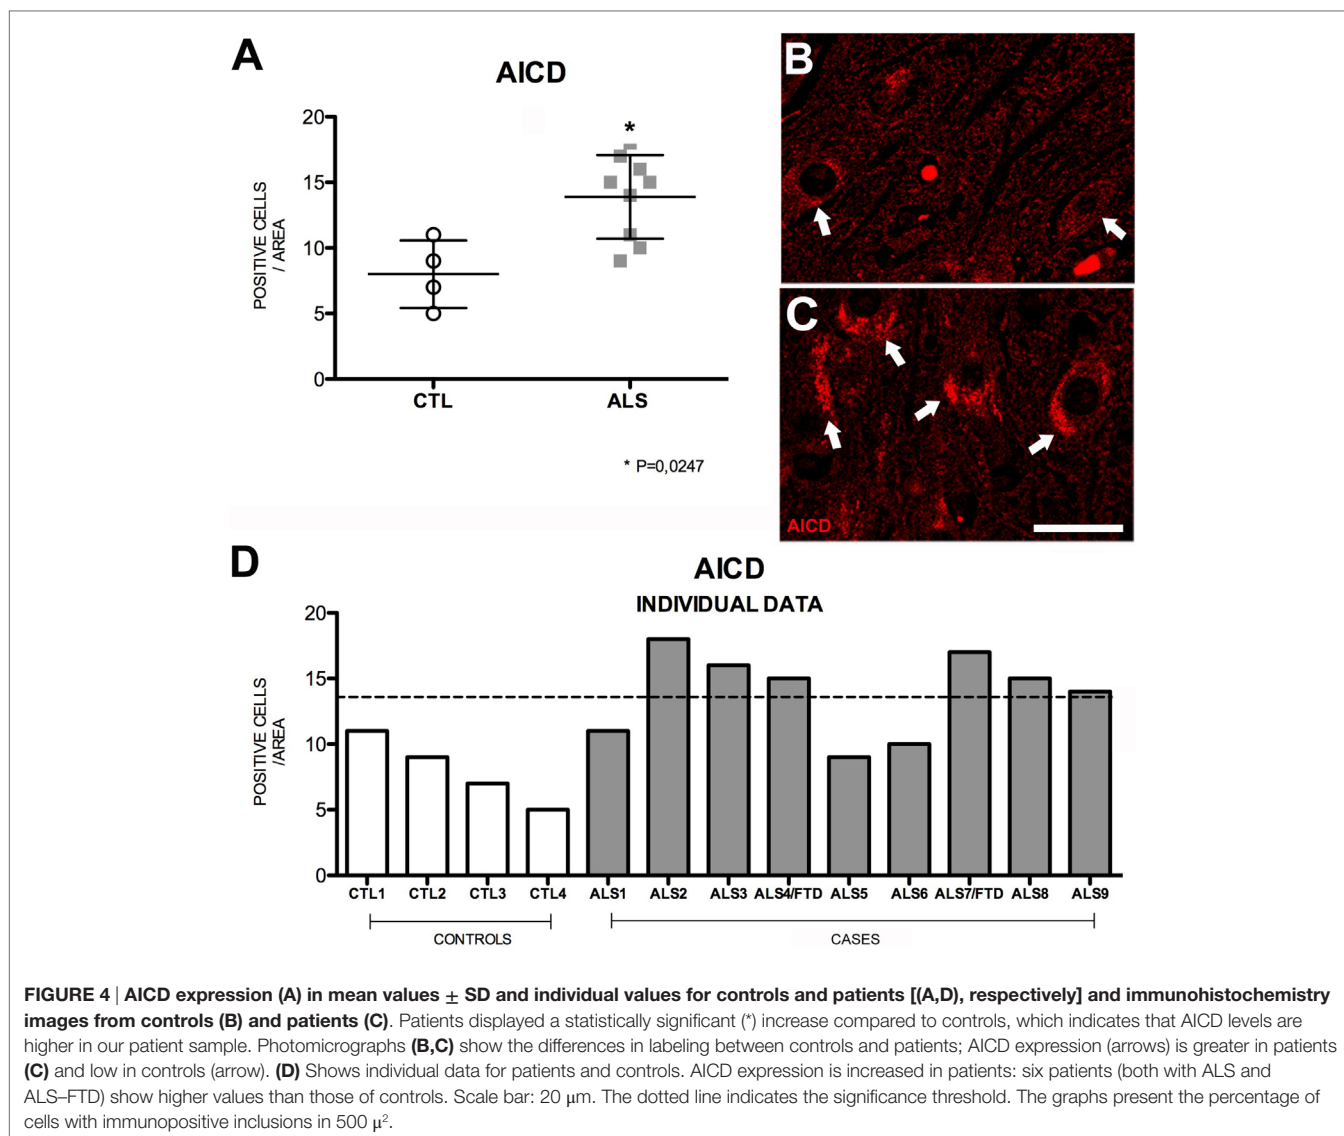 A
AICD
20
15
10
5
0
POSITIVE CELLS
/ AREA
*
CTL
ALS
* P=0,0247
B
C
AICD
D
AICD
INDIVIDUAL DATA
20
15
10
5
0
POSITIVE CELLS
/AREA
CTL1 CTL2 CTL3 CTL4 ALS1 ALS2 ALS3 ALS4/FTD ALS5 ALS6 ALS7/FTD ALS8 ALS9
CONTROLS CASES
FIGURE 4 | AICD expression (A) in mean values ± SD and individual values for controls and patients [(A,D), respectively] and immunohistochemistry
images from controls (B) and patients (C). Patients displayed a statistically significant (*) increase compared to controls, which indicates that AICD levels are
higher in our patient sample. Photomicrographs (B,C) show the differences in labeling between controls and patients; AICD expression (arrows) is greater in patients
(C) and low in controls (arrow). (D) Shows individual data for patients and controls. AICD expression is increased in patients: six patients (both with ALS and
ALS–FTD) show higher values than those of controls. Scale bar: 20 μm. The dotted line indicates the significance threshold. The graphs present the percentage of
cells with immunopositive inclusions in 500 μ².